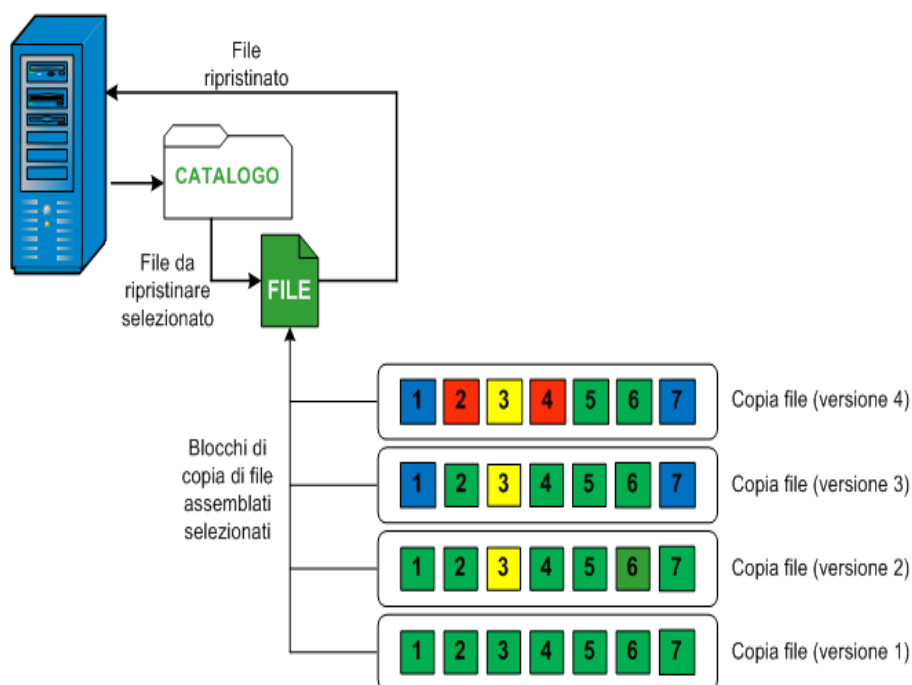 File
ripristinato
CATALOGO
File da
ripristinare
selezionato
FILE
1 2 3 4 5 6 7 Copia file (versione 4)
Blocchi di
copia di file
assemblati
selezionati
1 2 3 4 5 6 7 Copia file (versione 3)
1 2 3 4 5 6 7 Copia file (versione 2)
1 2 3 4 5 6 7 Copia file (versione 1)